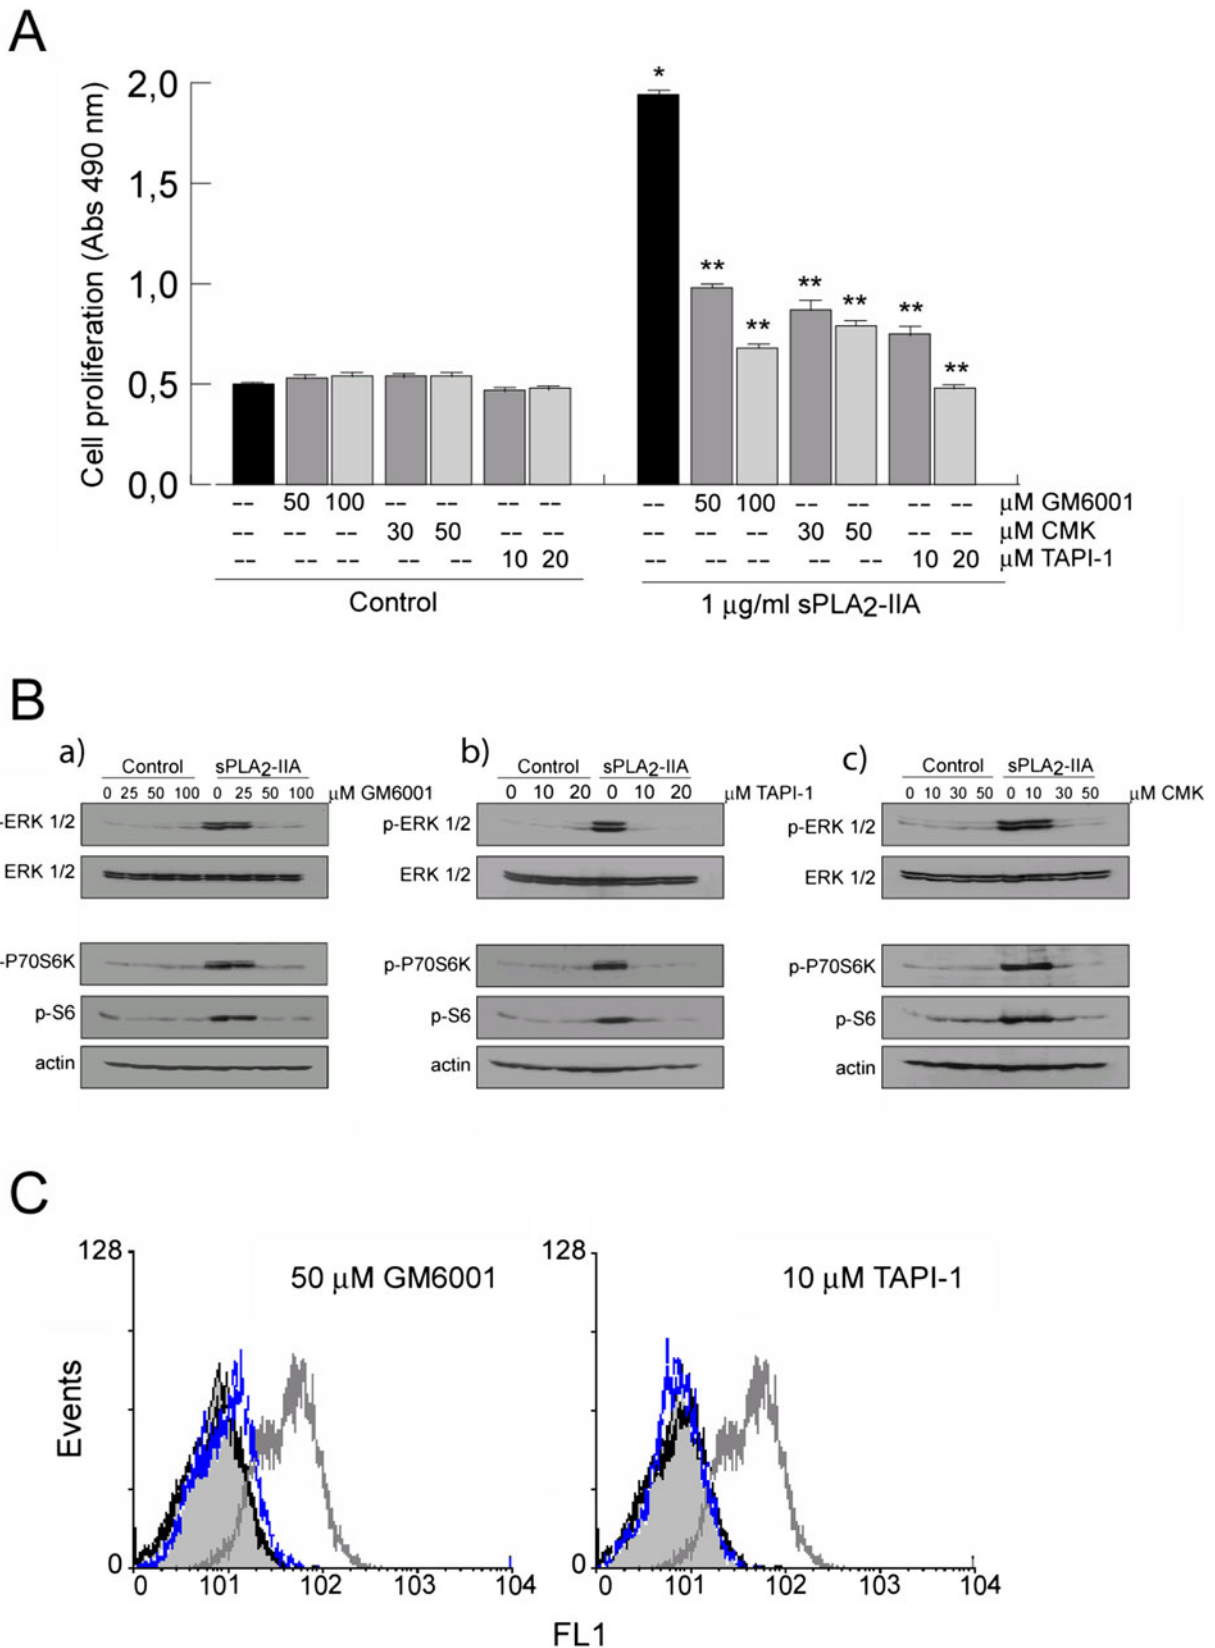 A
Cell proliferation (Abs 490 nm)
2,0
1,5
1,0
0,5
0,0
*
** ** ** ** ** **
-- 50 100 -- -- -- -- -- 50 100 -- -- -- -- μM GM6001
-- -- -- 30 50 -- -- -- -- -- 30 50 -- -- μM CMK
-- -- -- -- -- 10 20 -- -- -- -- -- 10 20 μM TAPI-1
Control 1 μg/ml sPLA2-IIA
B
a)
Control sPLA2-IIA
0 25 50 100 0 25 50 100 μM GM6001
-ERK 1/2
ERK 1/2
-P70S6K
p-S6
actin
b)
Control sPLA2-IIA
0 10 20 0 10 20 μM TAPI-1
p-ERK 1/2
ERK 1/2
p-P70S6K
p-S6
actin
c)
Control sPLA2-IIA
0 10 30 50 0 10 30 50 μM CMK
p-ERK 1/2
ERK 1/2
p-P70S6K
p-S6
actin
C
Events
128
50 μM GM6001
0
0 101 102 103 104
128
10 μM TAPI-1
0
0 101 102 103 104
FL1